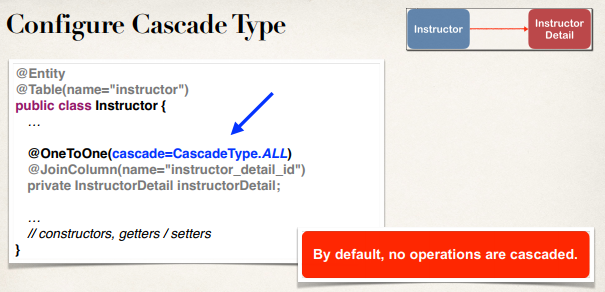 Configure Cascade Type
Instructor
Instructor
Detail
@Entity
@Table(name="instructor")
public class Instructor {
…
@OneToOne(cascade=CascadeType.ALL)
@JoinColumn(name="instructor_detail_id")
private InstructorDetail instructorDetail;
…
// constructors, getters / setters
}
By default, no operations are cascaded.